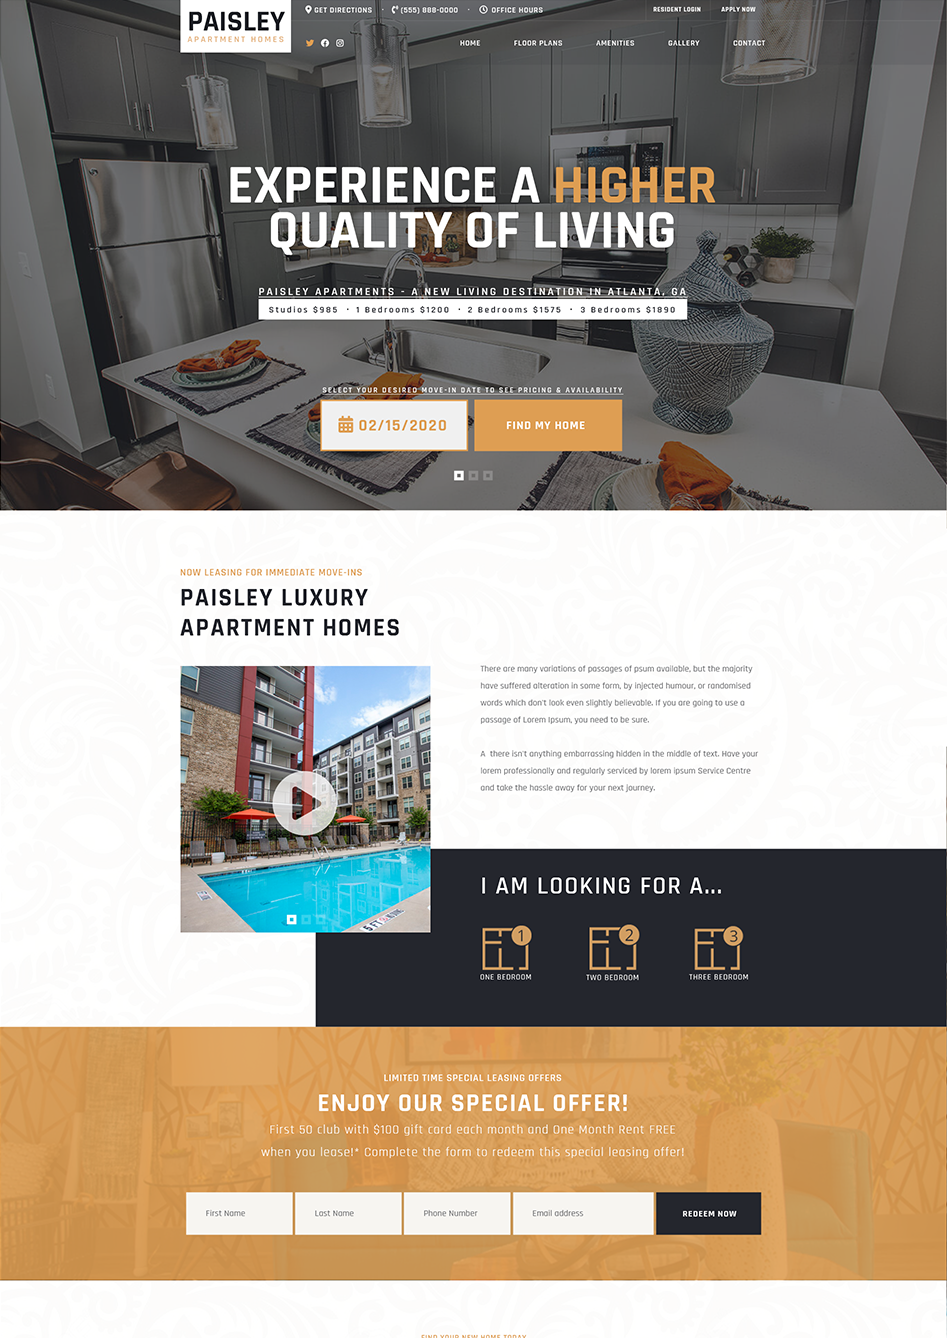 PAISLEY
APARTMENT HOMES
GET DIRECTIONS · (555) 888-0000 · OFFICE HOURS
RESIDENT LOGIN APPLY NOW
HOME FLOOR PLANS AMENITIES GALLERY CONTACT
EXPERIENCE A HIGHER
QUALITY OF LIVING
PAISLEY APARTMENTS - A NEW LIVING DESTINATION IN ATLANTA, GA
Studios $985 · 1 Bedrooms $1200 · 2 Bedrooms $1575 · 3 Bedrooms $1890
SELECT YOUR DESIRED MOVE-IN DATE TO SEE PRICING & AVAILABILITY
02/15/2020 FIND MY HOME
NOW LEASING FOR IMMEDIATE MOVE-INS
PAISLEY LUXURY
APARTMENT HOMES
There are many variations of passages of psum available, but the majority
have suffered alteration in some form, by injected humour, or randomised
words which don't look even slightly believable. If you are going to use a
passage of Lorem Ipsum, you need to be sure.
A there isn't anything embarrassing hidden in the middle of text. Have your
lorem professionally and regularly serviced by lorem ipsum Service Centre
and take the hassle away for your next journey.
5 FT
I AM LOOKING FOR A...
1 2 3
ONE BEDROOM TWO BEDROOM THREE BEDROOM
LIMITED TIME SPECIAL LEASING OFFERS
ENJOY OUR SPECIAL OFFER!
First 50 club with $100 gift card each month and One Month Rent FREE
when you lease!* Complete the form to redeem this special leasing offer!
First Name Last Name Phone Number Email address REDEEM NOW
FIND YOUR NEW HOME TODAY